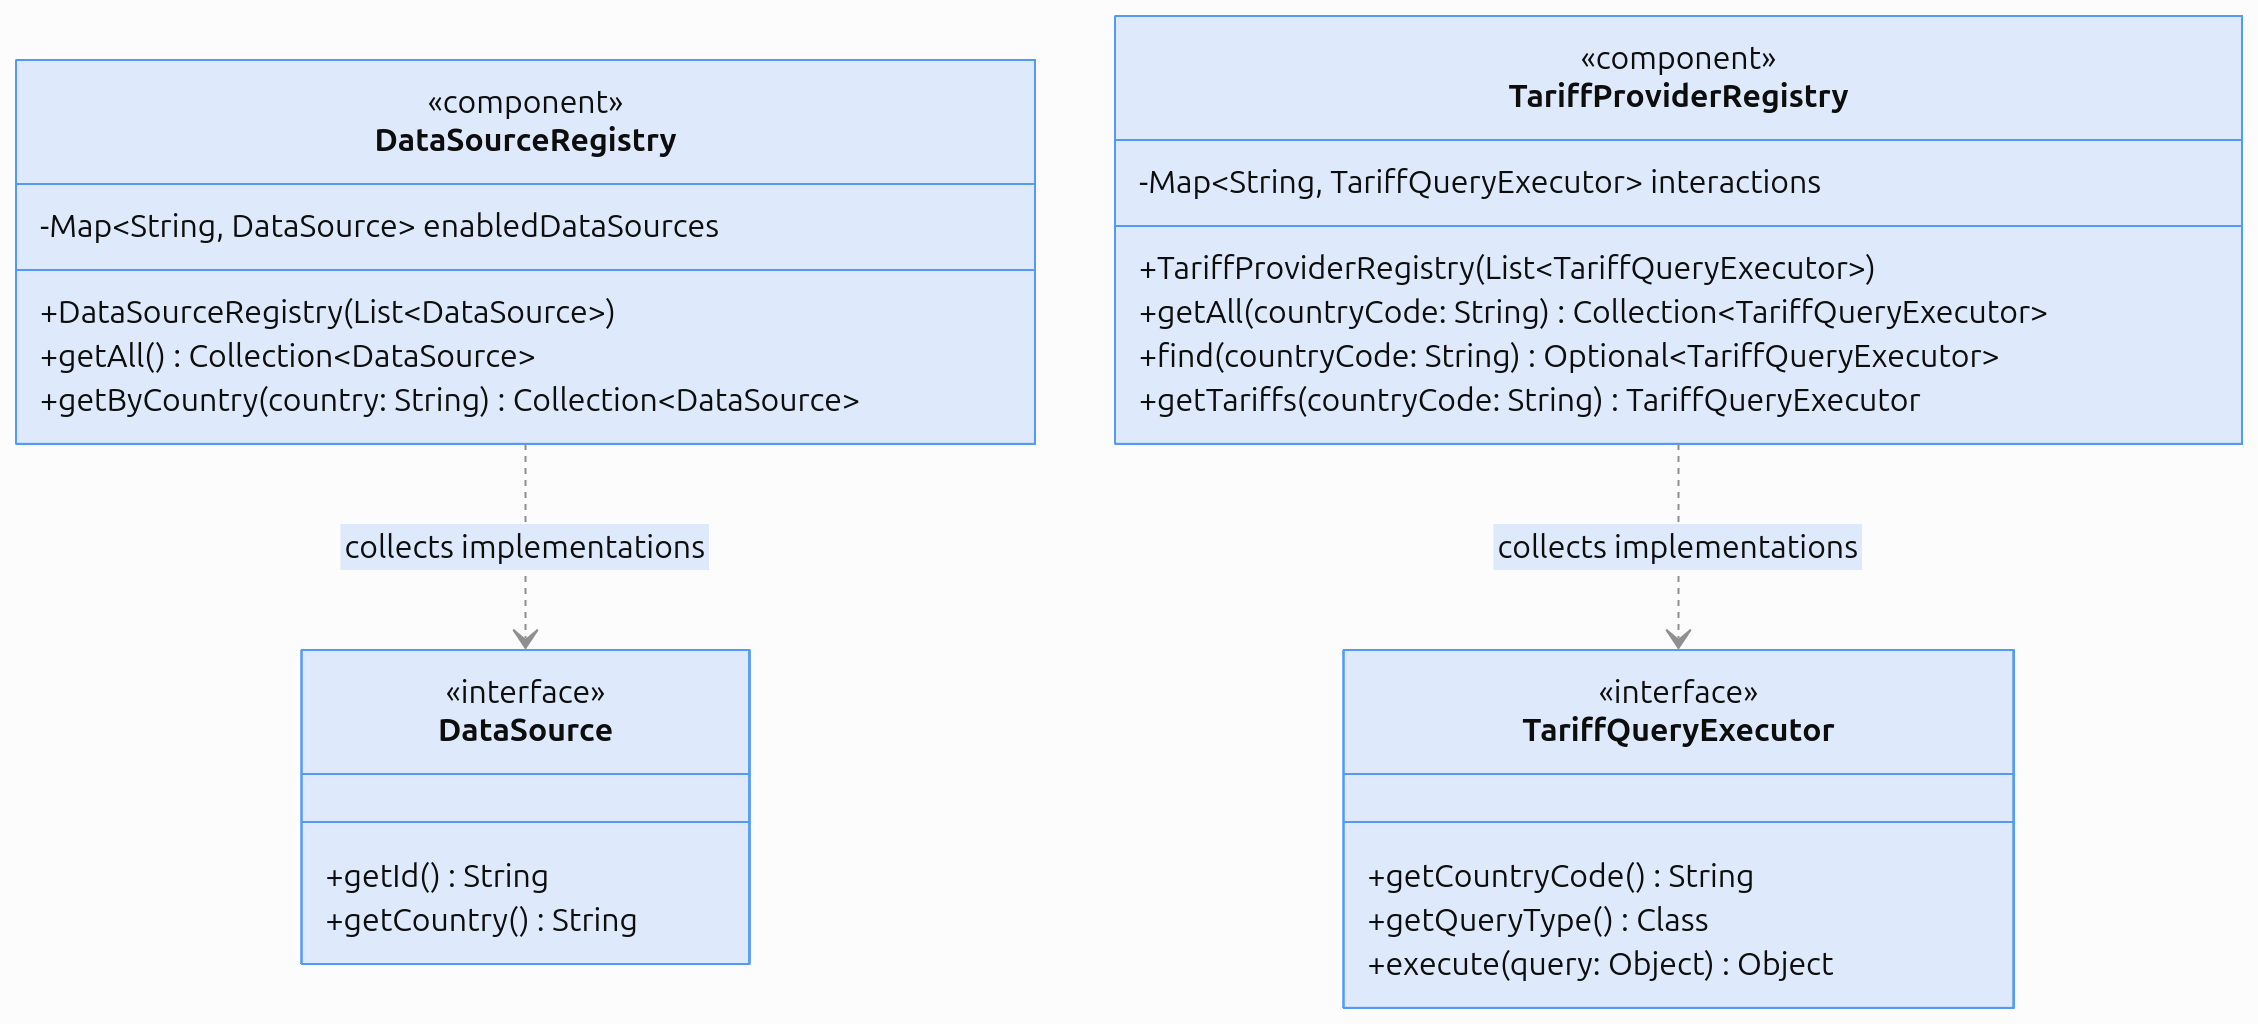 «component»
DataSourceRegistry
-Map<String, DataSource> enabledDataSources
+DataSourceRegistry(List<DataSource>)
+getAll() : Collection<DataSource>
+getByCountry(country: String) : Collection<DataSource>
collects implementations
«interface»
DataSource
+getId() : String
+getCountry() : String
«component»
TariffProviderRegistry
-Map<String, TariffQueryExecutor> interactions
+TariffProviderRegistry(List<TariffQueryExecutor>)
+getAll(countryCode: String) : Collection<TariffQueryExecutor>
+find(countryCode: String) : Optional<TariffQueryExecutor>
+getTariffs(countryCode: String) : TariffQueryExecutor
collects implementations
«interface»
TariffQueryExecutor
+getCountryCode() : String
+getQueryType() : Class
+execute(query: Object) : Object